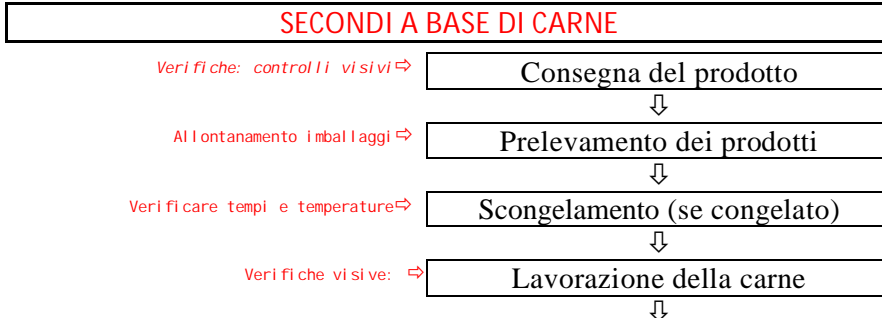 SECONDI A BASE DI CARNE
Verifiche: controlli visivi⇨ Consegna del prodotto
⇩
Allontanamento imballaggi⇨ Prelevamento dei prodotti
⇩
Verificare tempi e temperature⇨ Scongelamento (se congelato)
⇩
Verifiche visive: ⇨ Lavorazione della carne
⇩